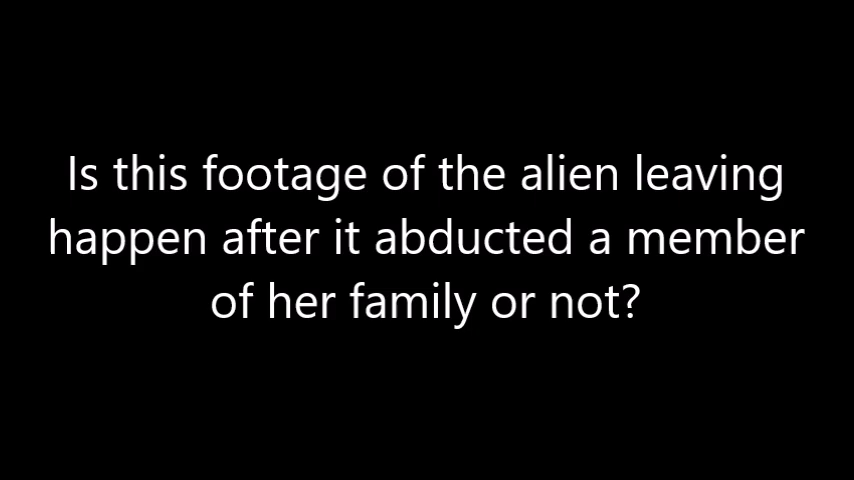 Is this footage of the alien leaving
happen after it abducted a member
of her family or not?